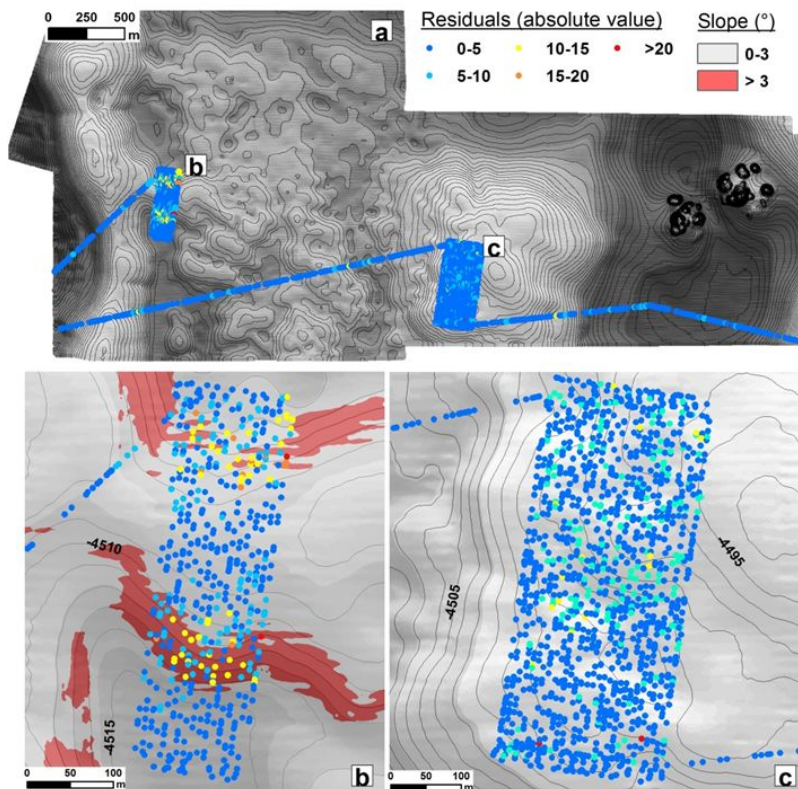 0 250 500
m
a
Residuals (absolute value)
0-5 10-15 >20
5-10 15-20
Slope (°)
0-3
> 3
b
c
-4510
-4515
0 50 100
m
b
-4505
-4495
0 50 100
m
c